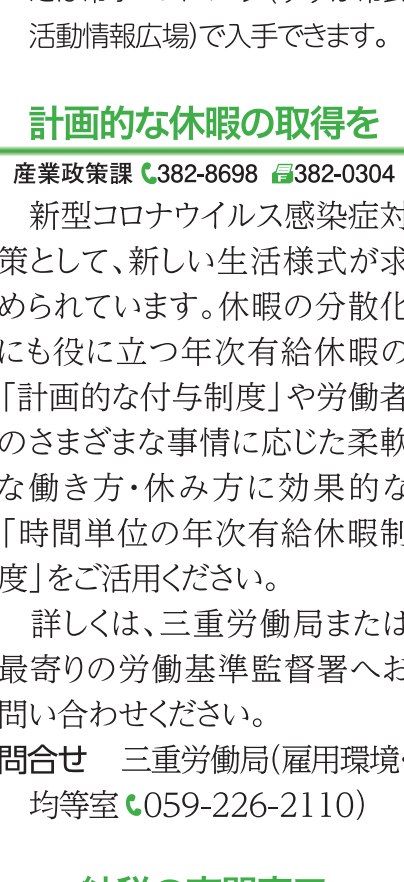 活動情報広場)で入手できます。
計画的な休暇の取得を
産業政策課 382-8698 382-0304
新型コロナウイルス感染症対
策として、新しい生活様式が求
められています。休暇の分散化
にも役に立つ年次有給休暇の
「計画的な付与制度」や労働者
のさまざまな事情に応じた柔軟
な働き方・休み方に効果的な
「時間単位の年次有給休暇制
度」をご活用ください。
詳しくは、三重労働局または
最寄りの労働基準監督署へお
問い合わせください。
問合せ 三重労働局(雇用環境・
均等室 059-226-2110)